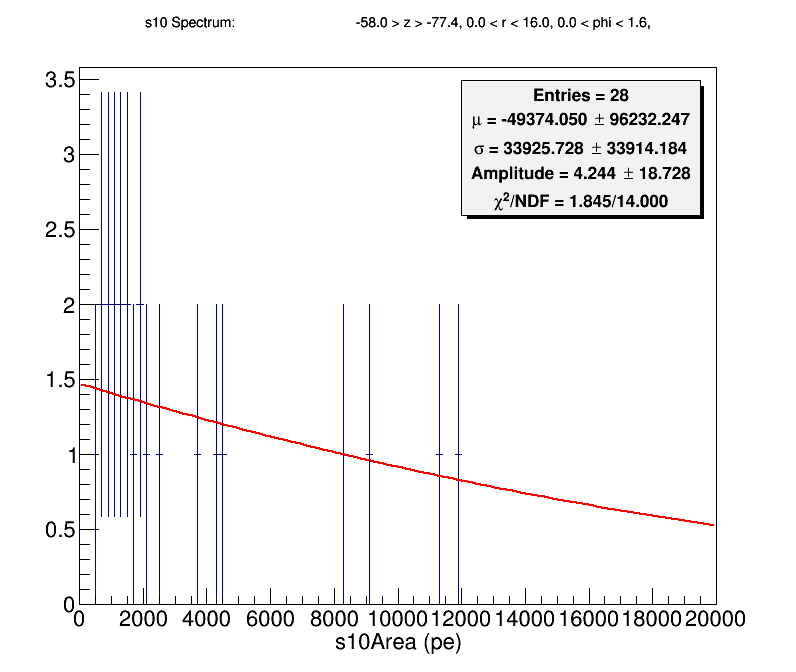 s10 Spectrum: -58.0 > z > -77.4, 0.0 < r < 16.0, 0.0 < phi < 1.6,
Entries = 28
μ = -49374.050 ± 96232.247
σ = 33925.728 ± 33914.184
Amplitude = 4.244 ± 18.728
χ²/NDF = 1.845/14.000
3.5
3
2.5
2
1.5
1
0.5
0
0 2000 4000 6000 8000 10000 12000 14000 16000 18000 20000
s10Area (pe)